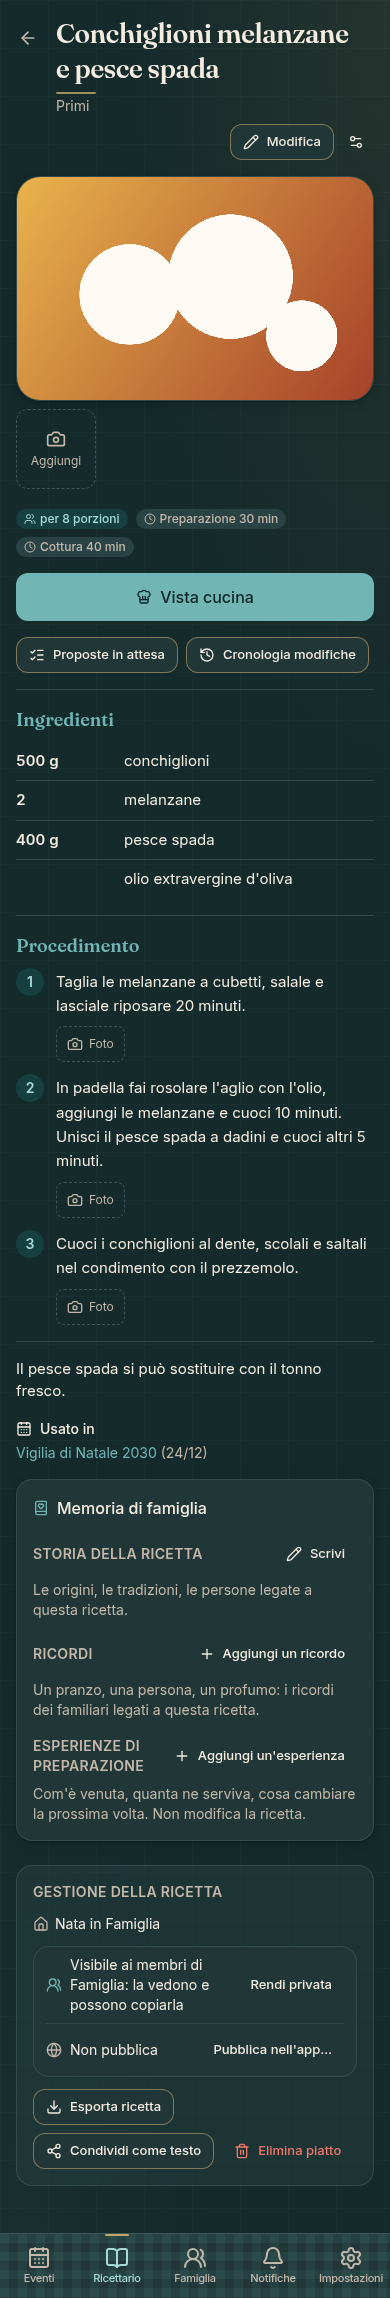 Conchiglioni melanzane
e pesce spada
Primi
Modifica
Aggiungi
per 8 porzioni
Preparazione 30 min
Cottura 40 min
Vista cucina
Proposte in attesa
Cronologia modifiche
Ingredienti
500 g conchiglioni
2 melanzane
400 g pesce spada
olio extravergine d'oliva
Procedimento
1 Taglia le melanzane a cubetti, salale e
lasciale riposare 20 minuti.
Foto
2 In padella fai rosolare l'aglio con l'olio,
aggiungi le melanzane e cuoci 10 minuti.
Unisci il pesce spada a dadini e cuoci altri 5
minuti.
Foto
3 Cuoci i conchiglioni al dente, scolali e saltali
nel condimento con il prezzemolo.
Foto
Il pesce spada si può sostituire con il tonno
fresco.
Usato in
Vigilia di Natale 2030 (24/12)
Memoria di famiglia
STORIA DELLA RICETTA
Scrivi
Le origini, le tradizioni, le persone legate a
questa ricetta.
RICORDI
Aggiungi un ricordo
Un pranzo, una persona, un profumo: i ricordi
dei familiari legati a questa ricetta.
ESPERIENZE DI
PREPARAZIONE
Aggiungi un'esperienza
Com'è venuta, quanta ne serviva, cosa cambiare
la prossima volta. Non modifica la ricetta.
GESTIONE DELLA RICETTA
Nata in Famiglia
Visibile ai membri di
Famiglia: la vedono e
possono copiarla
Rendi privata
Non pubblica
Pubblica nell'app...
Esporta ricetta
Condividi come testo
Elimina piatto
Eventi
Ricettario
Famiglia
Notifiche
Impostazioni